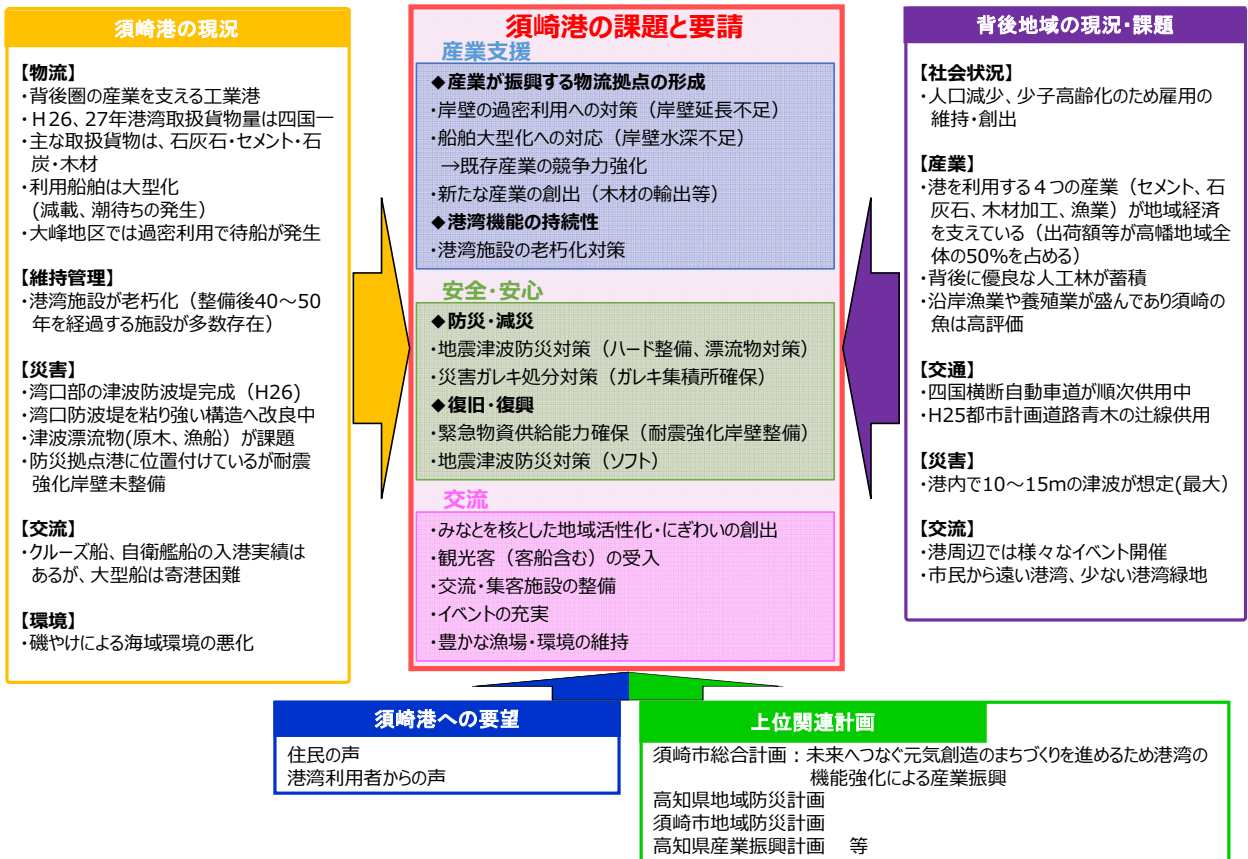 須崎港の現況
【物流】
・背後圏の産業を支える工業港
・H26、27年港湾取扱貨物量は四国一
・主な取扱貨物は、石灰石・セメント・石
炭・木材
・利用船舶は大型化
(減載、潮待ちの発生)
・大峰地区では過密利用で待船が発生
【維持管理】
・港湾施設が老朽化（整備後40～50
年を経過する施設が多数存在）
【災害】
・湾口部の津波防波堤完成（H26）
・湾口防波堤を粘り強い構造へ改良中
・津波漂流物(原木、漁船）が課題
・防災拠点港に位置付けているが耐震
強化岸壁未整備
【交流】
・クルーズ船、自衛艦船の入港実績は
あるが、大型船は寄港困難
【環境】
・磯やけによる海域環境の悪化
須崎港の課題と要請
産業支援
◆産業が振興する物流拠点の形成
・岸壁の過密利用への対策（岸壁延長不足）
・船舶大型化への対応（岸壁水深不足）
→既存産業の競争力強化
・新たな産業の創出（木材の輸出等）
◆港湾機能の持続性
・港湾施設の老朽化対策
安全・安心
◆防災・減災
・地震津波防災対策（ハード整備、漂流物対策）
・災害ガレキ処分対策（ガレキ集積所確保）
◆復旧・復興
・緊急物資供給能力確保（耐震強化岸壁整備）
・地震津波防災対策（ソフト）
交流
・みなとを核とした地域活性化・にぎわいの創出
・観光客（客船含む）の受入
・交流・集客施設の整備
・イベントの充実
・豊かな漁場・環境の維持
背後地域の現況・課題
【社会状況】
・人口減少、少子高齢化のため雇用の
維持・創出
【産業】
・港を利用する４つの産業（セメント、石
灰石、木材加工、漁業）が地域経済
を支えている（出荷額等が高幡地域全
体の50%を占める）
・背後に優良な人工林が蓄積
・沿岸漁業や養殖業が盛んであり須崎の
魚は高評価
【交通】
・四国横断自動車道が順次供用中
・H25都市計画道路青木の辻線供用
【災害】
・港内で10～15mの津波が想定(最大）
【交流】
・港周辺では様々なイベント開催
・市民から遠い港湾、少ない港湾緑地
須崎港への要望
住民の声
港湾利用者からの声
上位関連計画
須崎市総合計画：未来へつなぐ元気創造のまちづくりを進めるため港湾の
機能強化による産業振興
高知県地域防災計画
須崎市地域防災計画
高知県産業振興計画　等